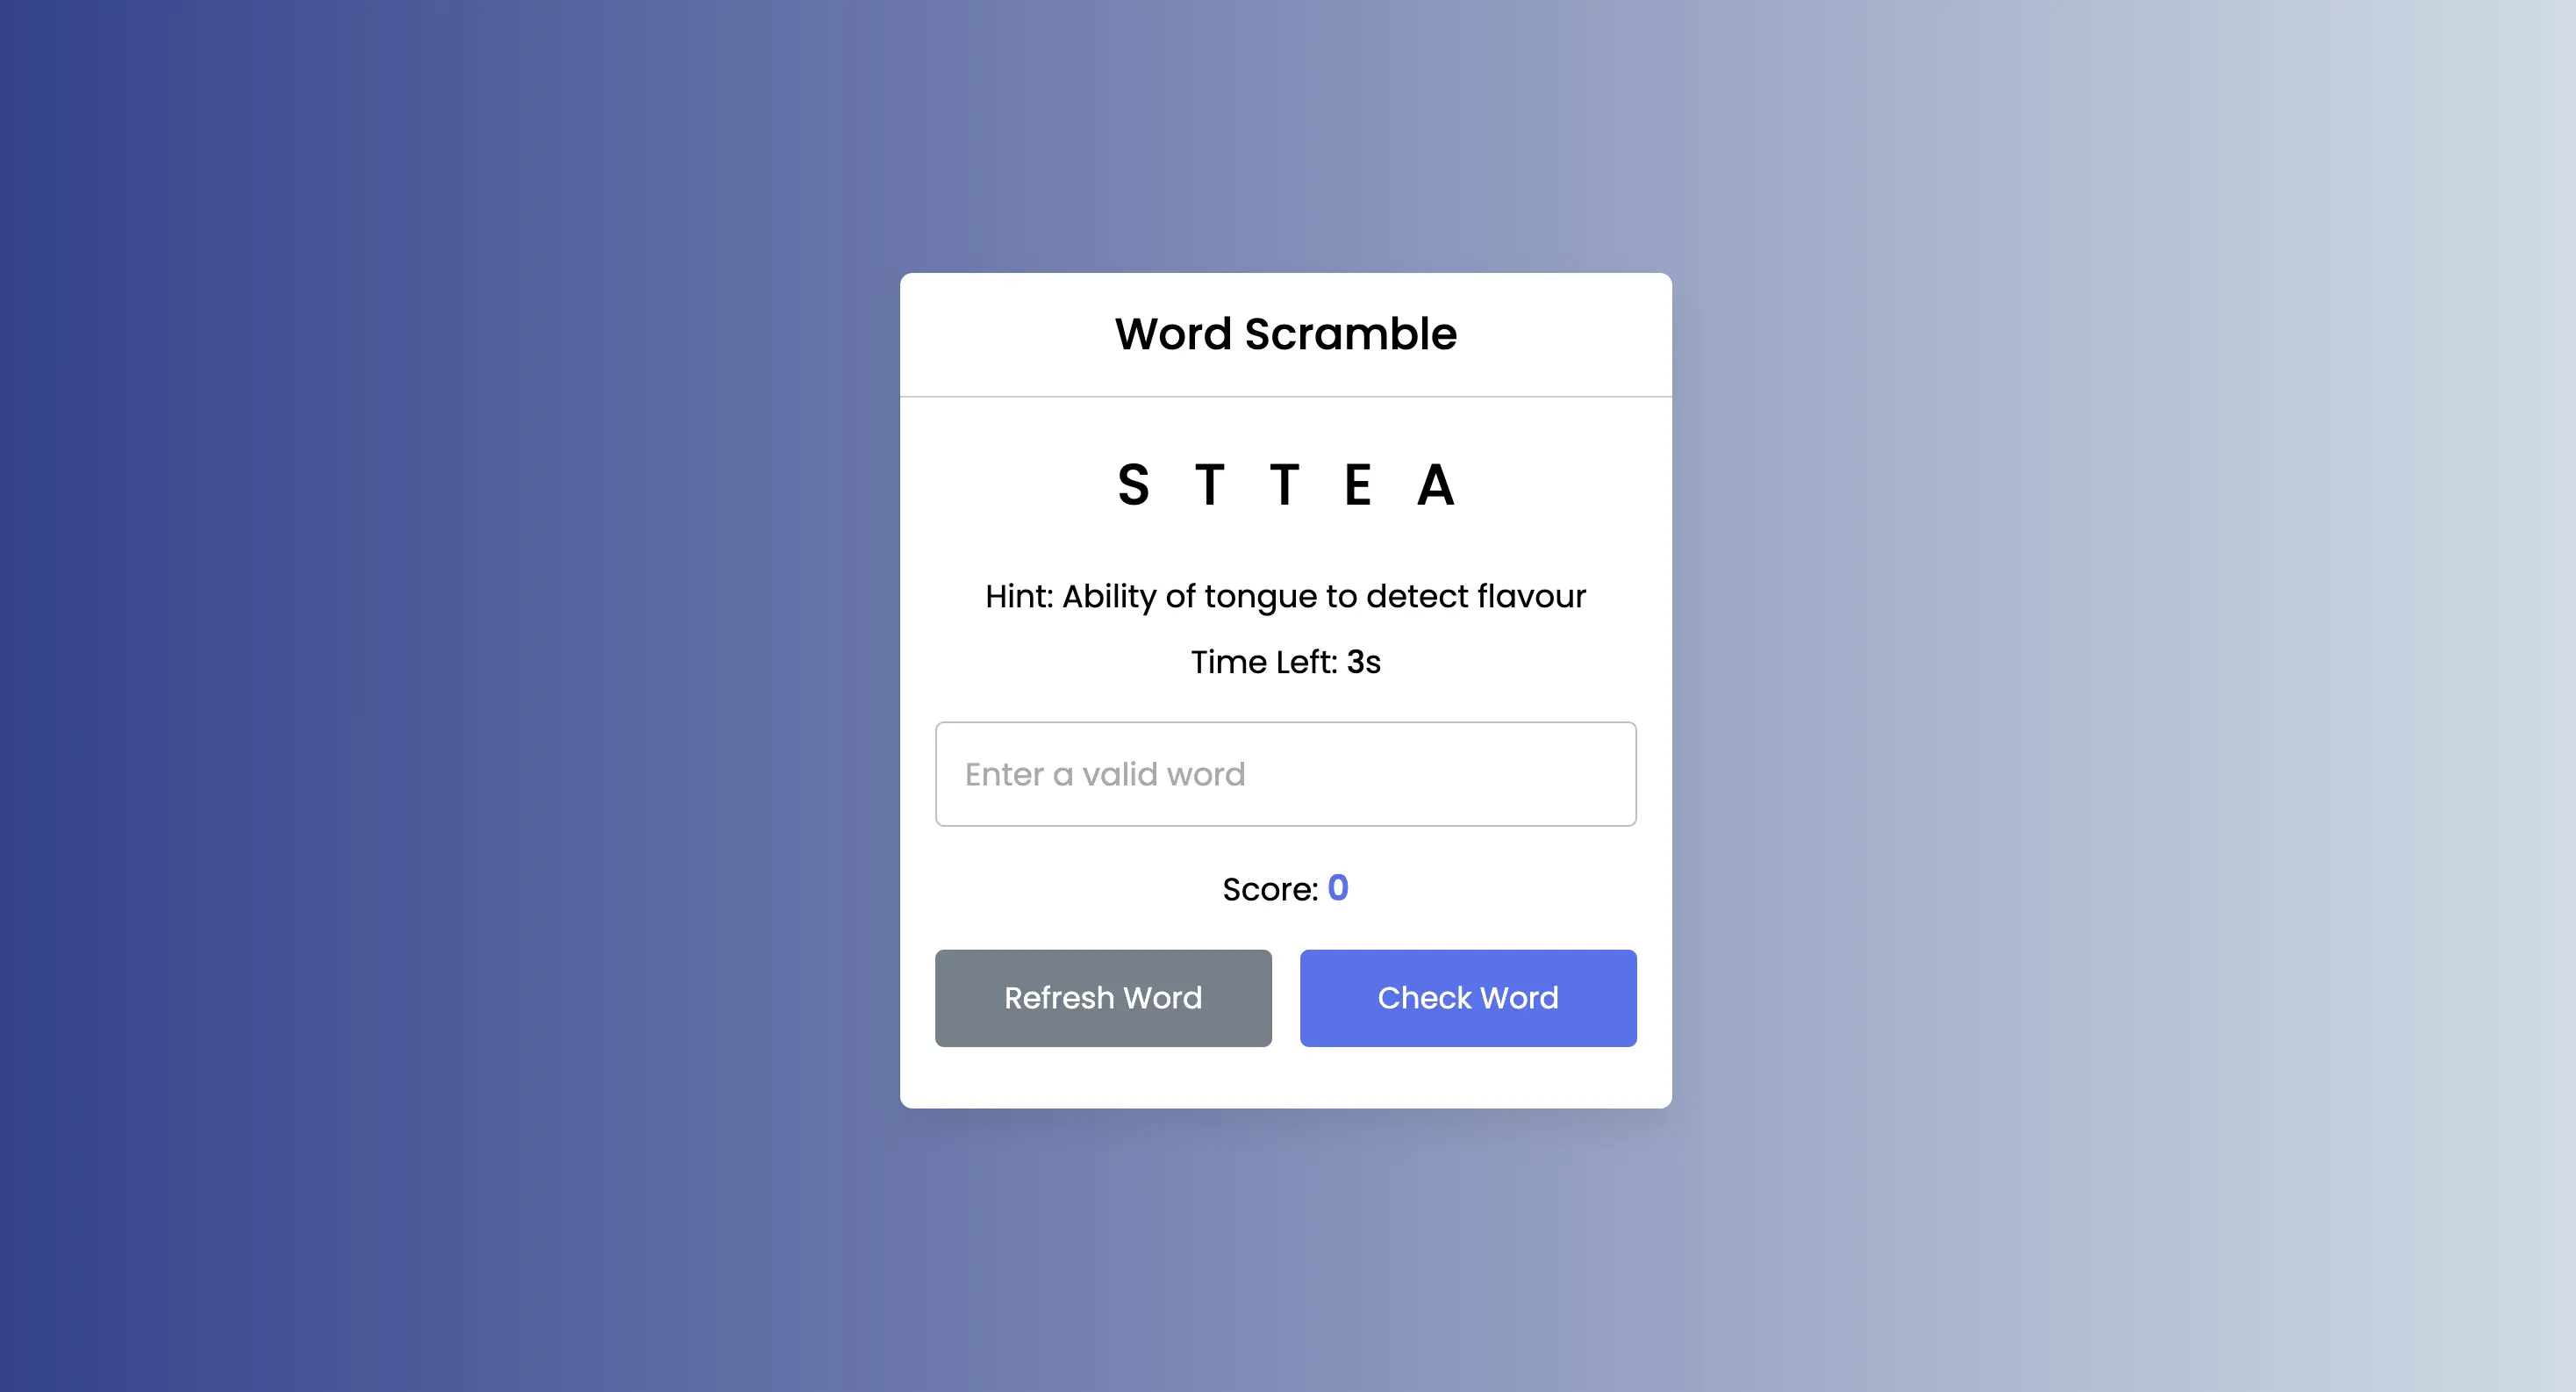 Word Scramble
S T T E A
Hint: Ability of tongue to detect flavour
Time Left: 3s
Enter a valid word
Score: 0
Refresh Word
Check Word